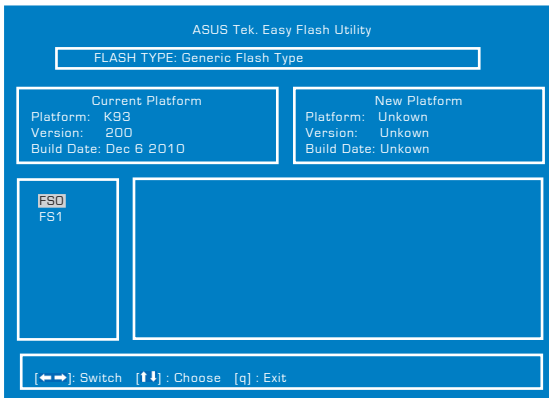 ASUS Tek. Easy Flash Utility
FLASH TYPE: Generic Flash Type
Current Platform
Platform: K93
Version: 200
Build Date: Dec 6 2010
New Platform
Platform: Unkown
Version: Unkown
Build Date: Unkown
FS0
FS1
[⬅➡]: Switch [⬆⬇] : Choose [q] : Exit